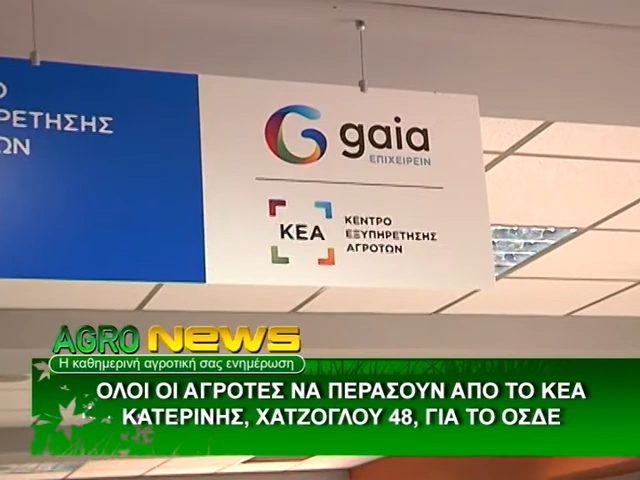 Ο
ΡΕΤΗΣΗΣ
ΩΝ
gaia
ΕΠΙΧΕΙΡΕΙΝ
ΚΕΑ
ΚΕΝΤΡΟ
ΕΞΥΠΗΡΕΤΗΣΗΣ
ΑΓΡΟΤΩΝ
AGRO NEWS
Η καθημερινή αγροτική σας ενημέρωση
ΟΛΟΙ ΟΙ ΑΓΡΟΤΕΣ ΝΑ ΠΕΡΑΣΟΥΝ ΑΠΟ ΤΟ ΚΕΑ
ΚΑΤΕΡΙΝΗΣ, ΧΑΤΖΟΓΛΟΥ 48, ΓΙΑ ΤΟ ΟΣΔΕ